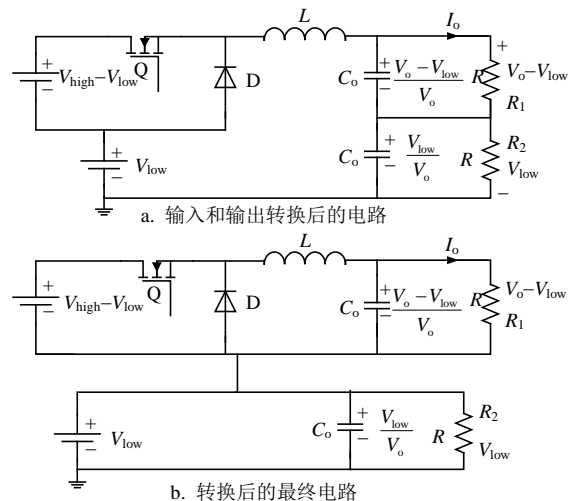 L
I_o
+
Q
V_high−V_low
+
−
D
C_o
+
−
V_o−V_low
V_o
R
V_o−V_low
R_1
+
−
V_low
C_o
+
−
V_low
V_o
R
R_2
V_low
−
a. 输入和输出转换后的电路
L
I_o
Q
V_high−V_low
+
−
D
C_o
+
−
V_o−V_low
V_o
R
V_o−V_low
R_1
+
−
V_low
C_o
+
−
V_low
V_o
R
R_2
V_low
b. 转换后的最终电路